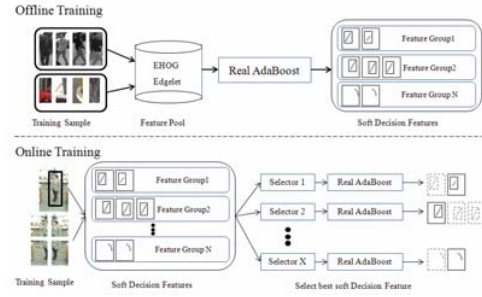 Offline Training
EHOG
Edgelet
Real AdaBoost
Feature Group1
Feature Group2
Feature Group N
Training Sample
Feature Pool
Soft Decision Features
Online Training
Feature Group1
Feature Group2
Feature Group N
Selector 1
Real AdaBoost
Selector 2
Real AdaBoost
Selector X
Real AdaBoost
Training Sample
Soft Decision Features
Select best soft Decision Feature